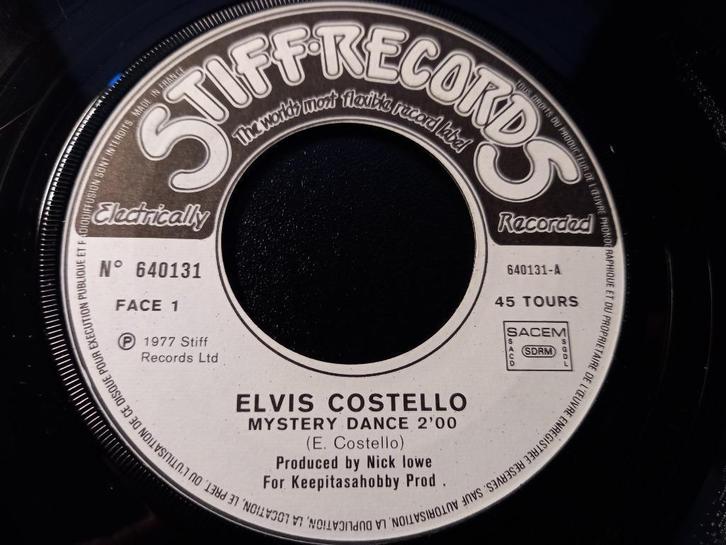 STIFF·RECORDS
The world's most flexible record label
Electrically
Recorded
N° 640131
640131-A
FACE 1
45 TOURS
℗ 1977 Stiff
Records Ltd
SACEM
SACD
SDRM
SGDL
ELVIS COSTELLO
MYSTERY DANCE 2'00
(E. Costello)
Produced by Nick lowe
For Keepitasahobby Prod .
TOUS DROITS DU PRODUCTEUR DE L'ŒUVRE PHONOGRAPHIQUE ET DU PROPRIETAIRE DE L'ŒUVRE ENREGISTREE RESERVES. SAUF AUTORISATION, LA DUPLICATION, LA LOCATION, LE PRET, OU L'UTILISATION DE CE DISQUE POUR EXECUTION PUBLIQUE ET RADIODIFFUSION SONT INTERDITS. MADE IN FRANCE